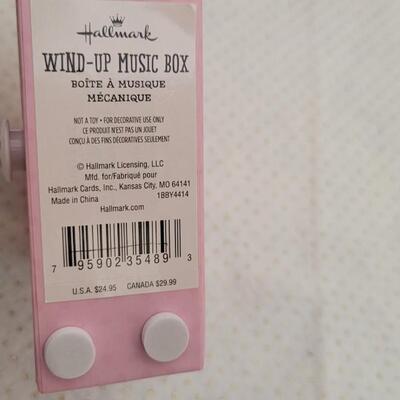 Hallmark
WIND-UP MUSIC BOX
BOÎTE À MUSIQUE
MÉCANIQUE
NOT A TOY • FOR DECORATIVE USE ONLY
CE PRODUIT N'EST PAS UN JOUET
CONÇU À DES FINS DÉCORATIVES SEULEMENT
© Hallmark Licensing, LLC
Mfd. for/Fabriqué pour
Hallmark Cards, Inc., Kansas City, MO 64141
Made in China 1BBY4414
Hallmark.com
7 95902 35489 3
U.S.A. $24.95 CANADA $29.99